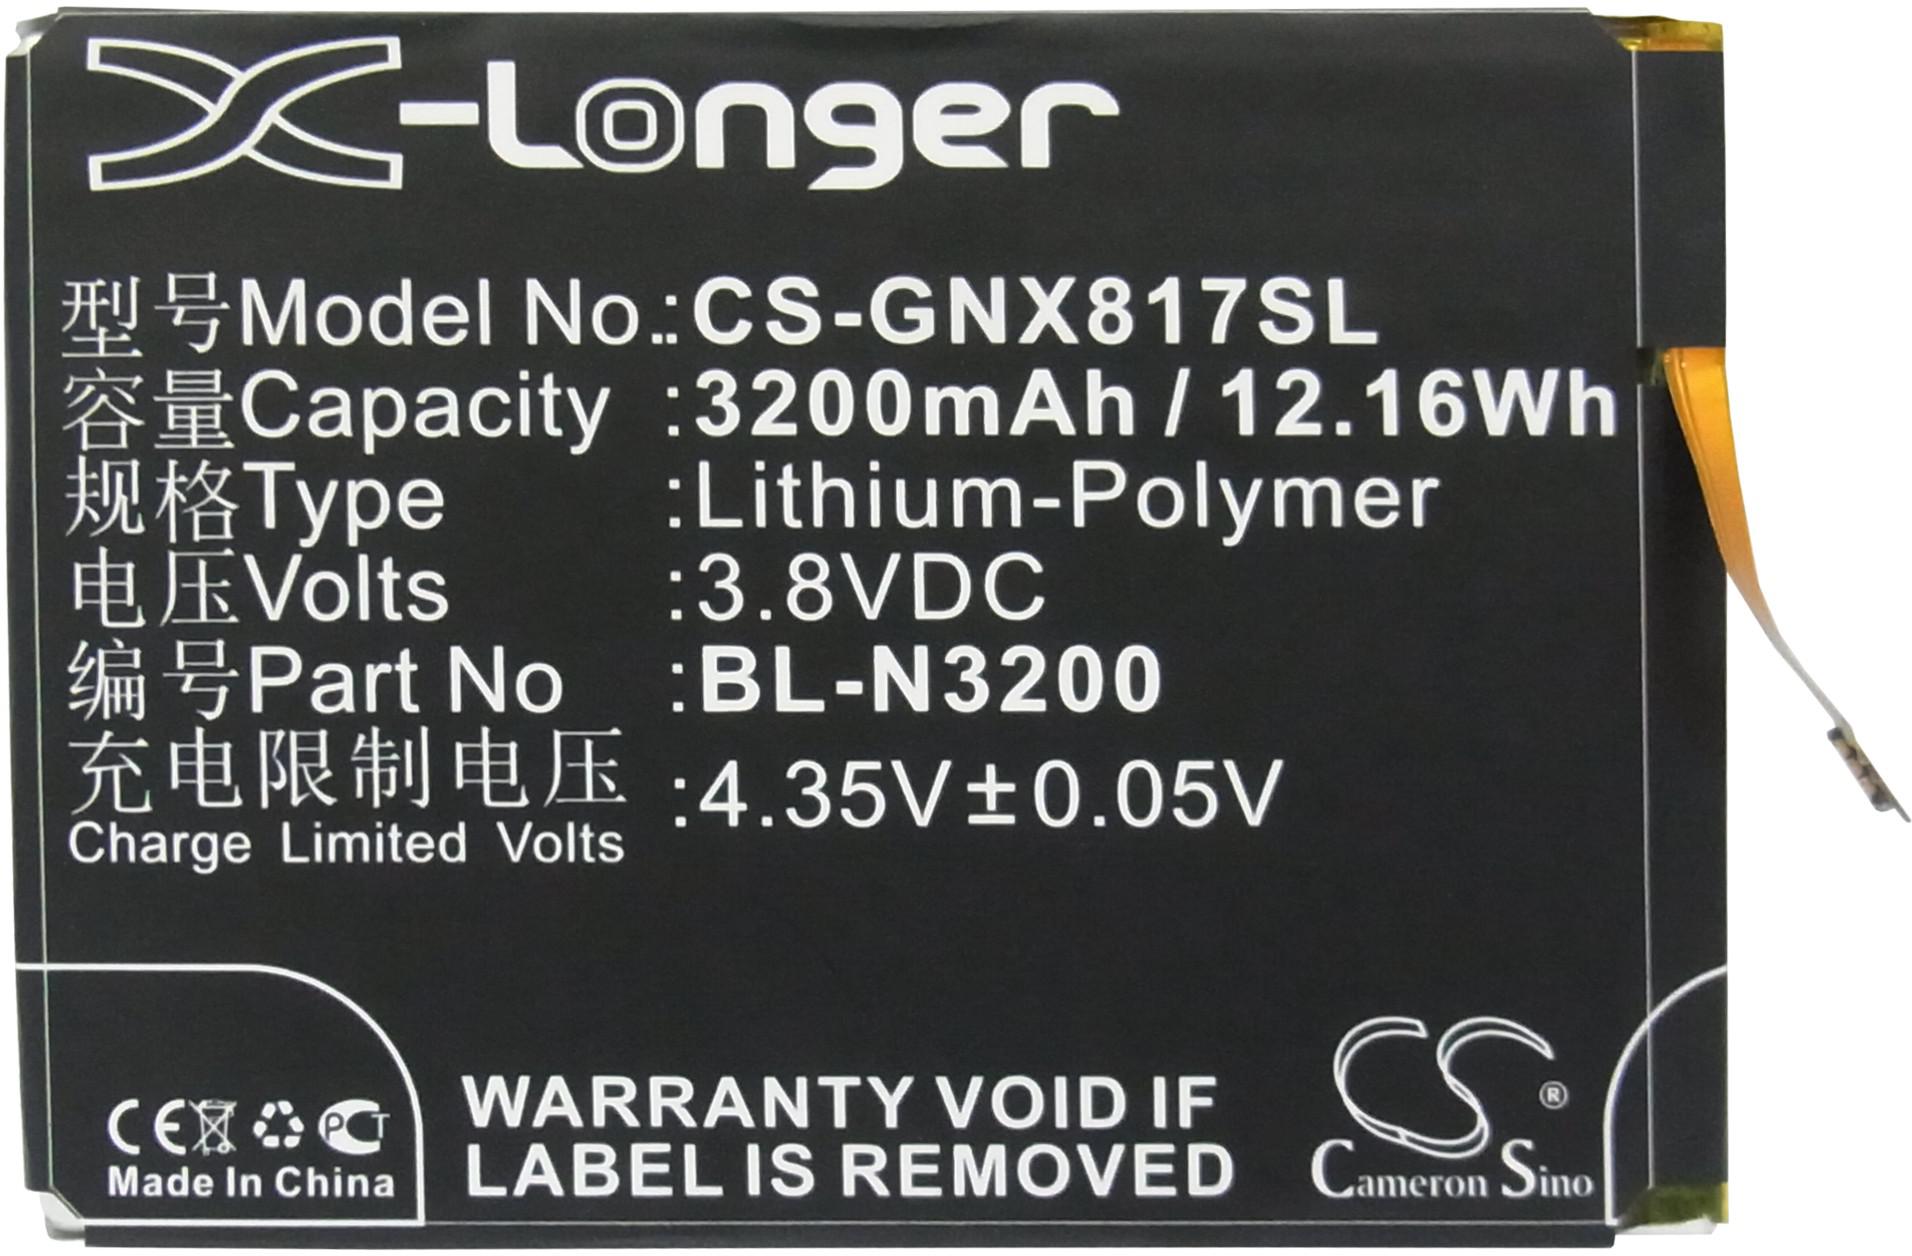 X-Longer
型号Model No.:CS-GNX817SL
容量Capacity :3200mAh / 12.16Wh
规格Type :Lithium-Polymer
电压Volts :3.8VDC
编号Part No :BL-N3200
充电限制电压 :4.35V±0.05V
Charge Limited Volts
CE PCT
Made In China
WARRANTY VOID IF
LABEL IS REMOVED
CS ®
Cameron Sino